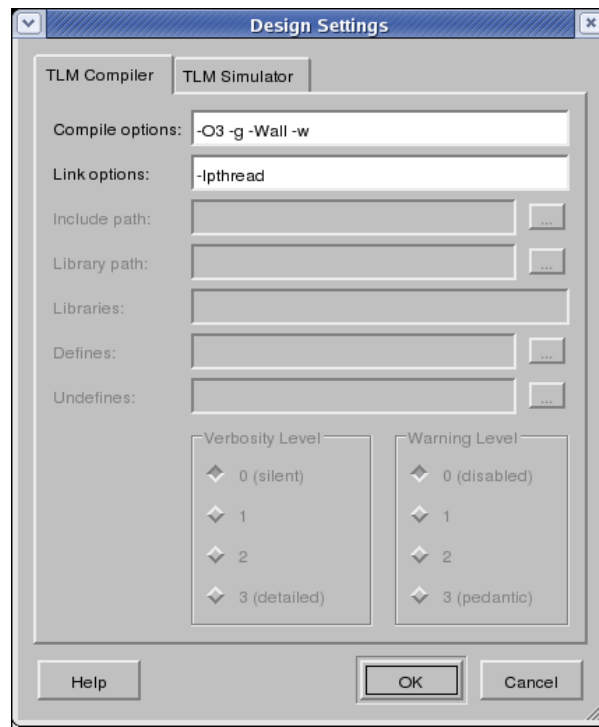 Design Settings
TLM Compiler TLM Simulator
Compile options: -O3 -g -Wall -w
Link options: -lpthread
Include path: ...
Library path: ...
Libraries:
Defines: ...
Undefines: ...
Verbosity Level Warning Level
0 (silent) 0 (disabled)
1 1
2 2
3 (detailed) 3 (pedantic)
Help OK Cancel